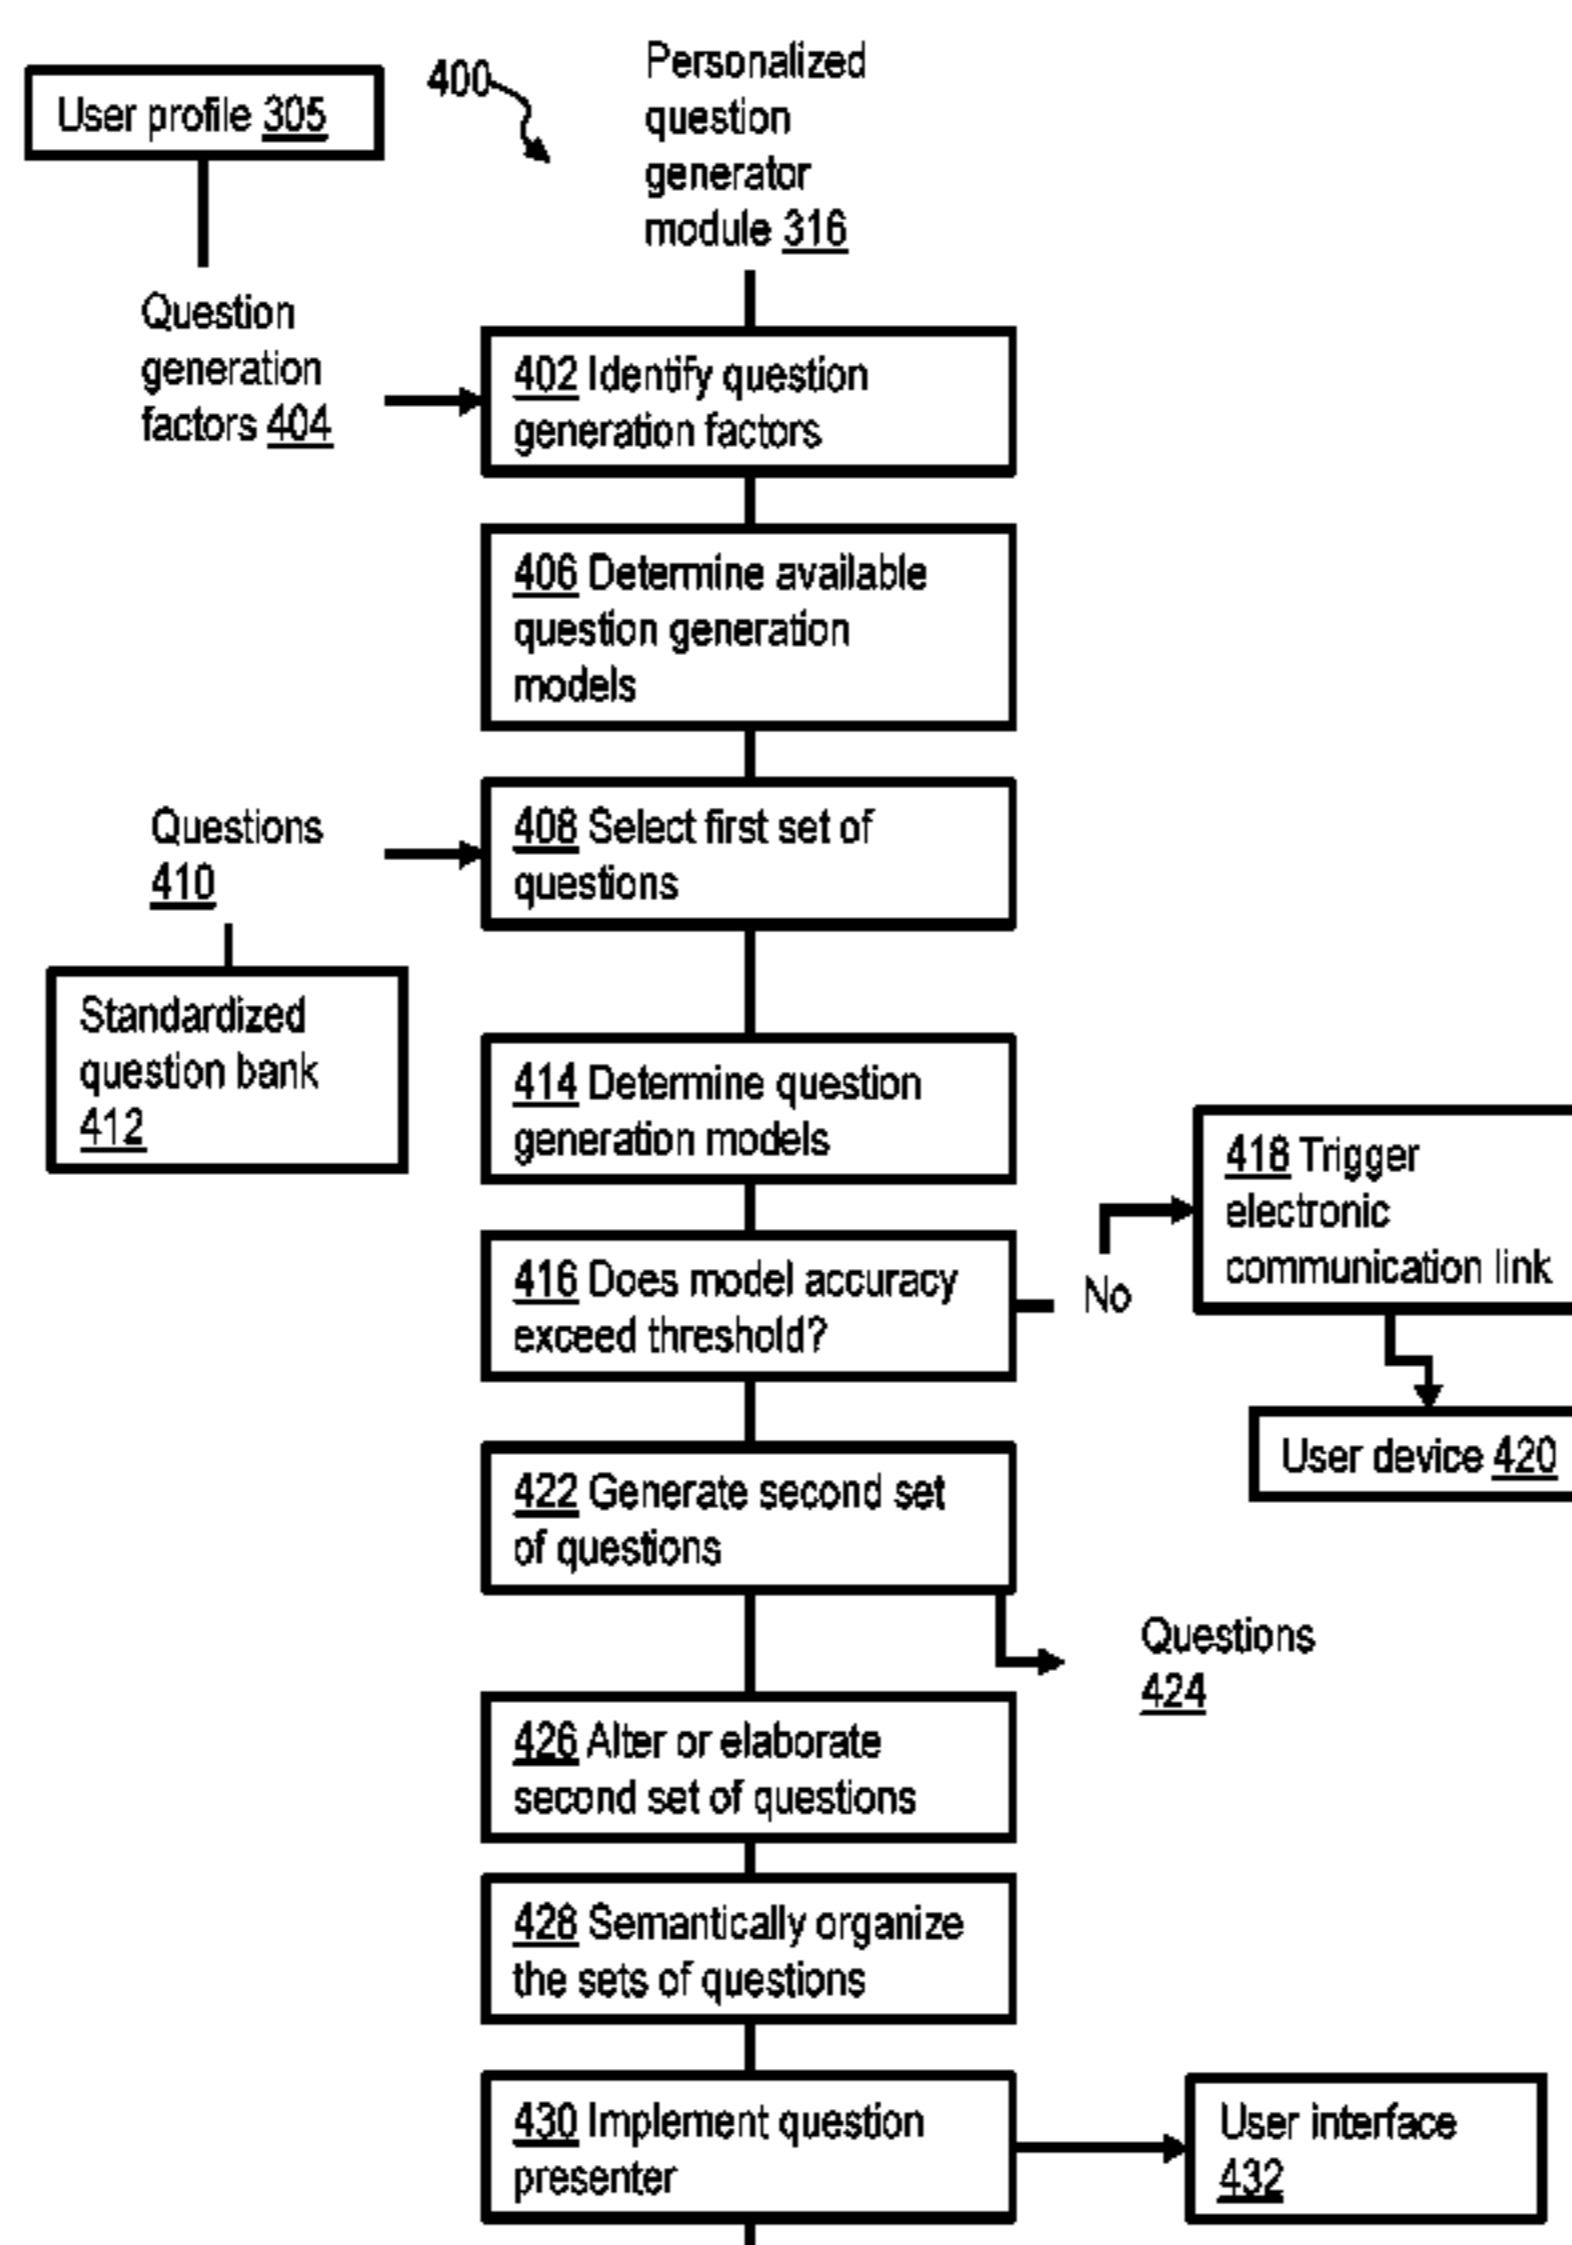 User profile 305
400
Personalized
question
generator
module 316
Question
generation
factors 404
402 Identify question
generation factors
406 Determine available
question generation
models
Questions
410
408 Select first set of
questions
Standardized
question bank
412
414 Determine question
generation models
418 Trigger
electronic
communication link
416 Does model accuracy
exceed threshold?
No
User device 420
422 Generate second set
of questions
Questions
424
426 Alter or elaborate
second set of questions
428 Semantically organize
the sets of questions
430 Implement question
presenter
User interface
432